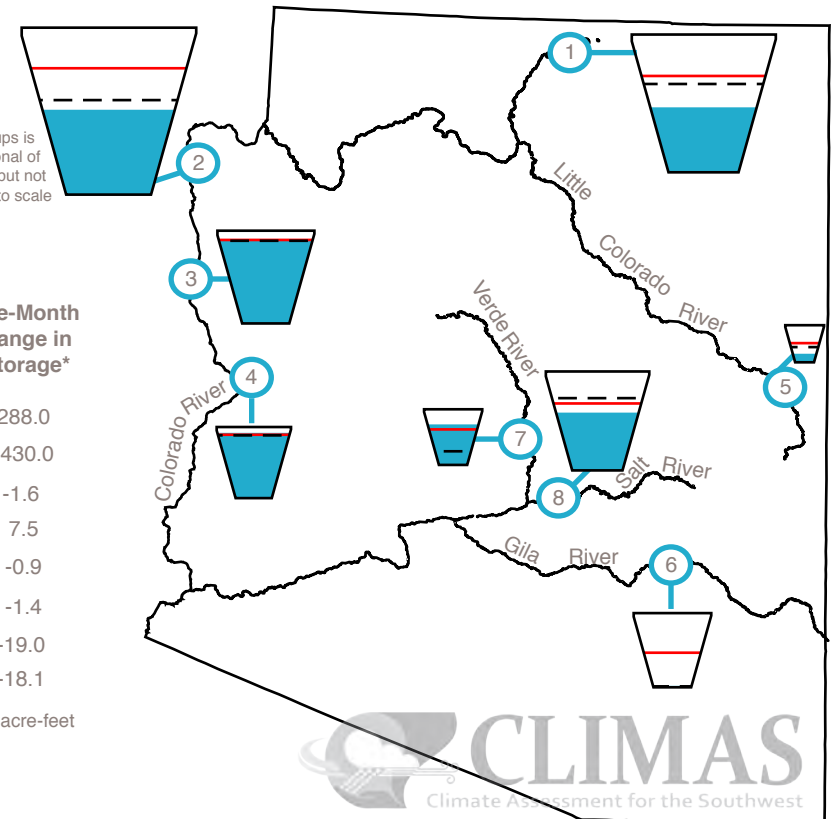 ups is
onal of
but not
to scale
e-Month
ange in
torage*
288.0
430.0
-1.6
7.5
-0.9
-1.4
-19.0
-18.1
acre-feet
1
2
3
4
5
6
7
8
Little
Colorado
River
Verde River
Colorado River
Salt River
Gila River
CLIMAS
Climate Assessment for the Southwest